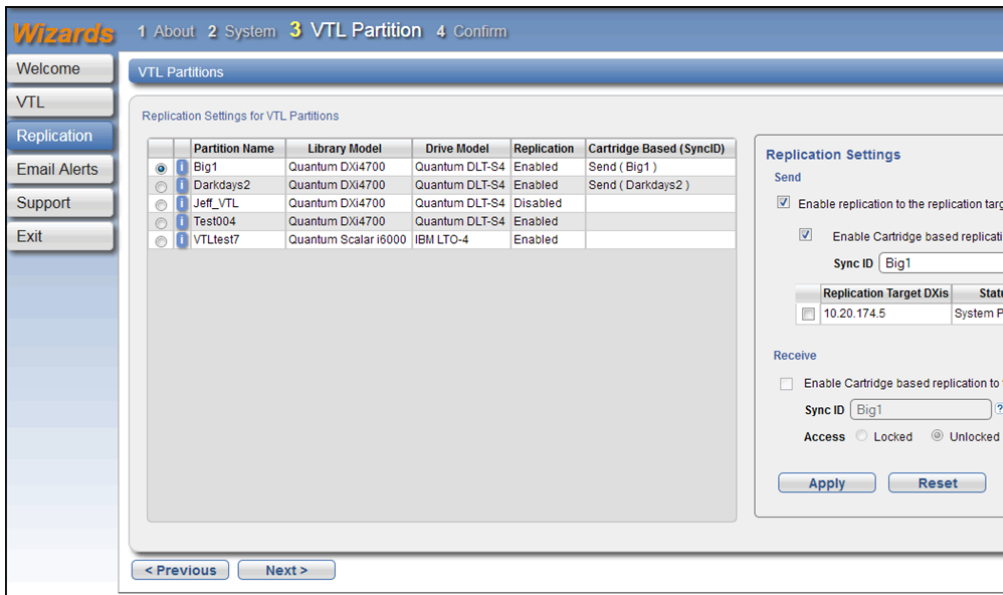 Wizards
1 About 2 System 3 VTL Partition 4 Confirm
Welcome
VTL
Replication
Email Alerts
Support
Exit
VTL Partitions
Replication Settings for VTL Partitions
Partition Name Library Model Drive Model Replication Cartridge Based (SyncID)
i Big1 Quantum DXi4700 Quantum DLT-S4 Enabled Send ( Big1 )
i Darkdays2 Quantum DXi4700 Quantum DLT-S4 Enabled Send ( Darkdays2 )
i Jeff_VTL Quantum DXi4700 Quantum DLT-S4 Disabled
i Test004 Quantum DXi4700 Quantum DLT-S4 Enabled
i VTLtest7 Quantum Scalar i6000 IBM LTO-4 Enabled
Replication Settings
Send
Enable replication to the replication targ
Enable Cartridge based replicati
Sync ID Big1
Replication Target DXis Statu
10.20.174.5 System P
Receive
Enable Cartridge based replication to
Sync ID Big1 ?
Access Locked Unlocked
Apply Reset
< Previous Next >